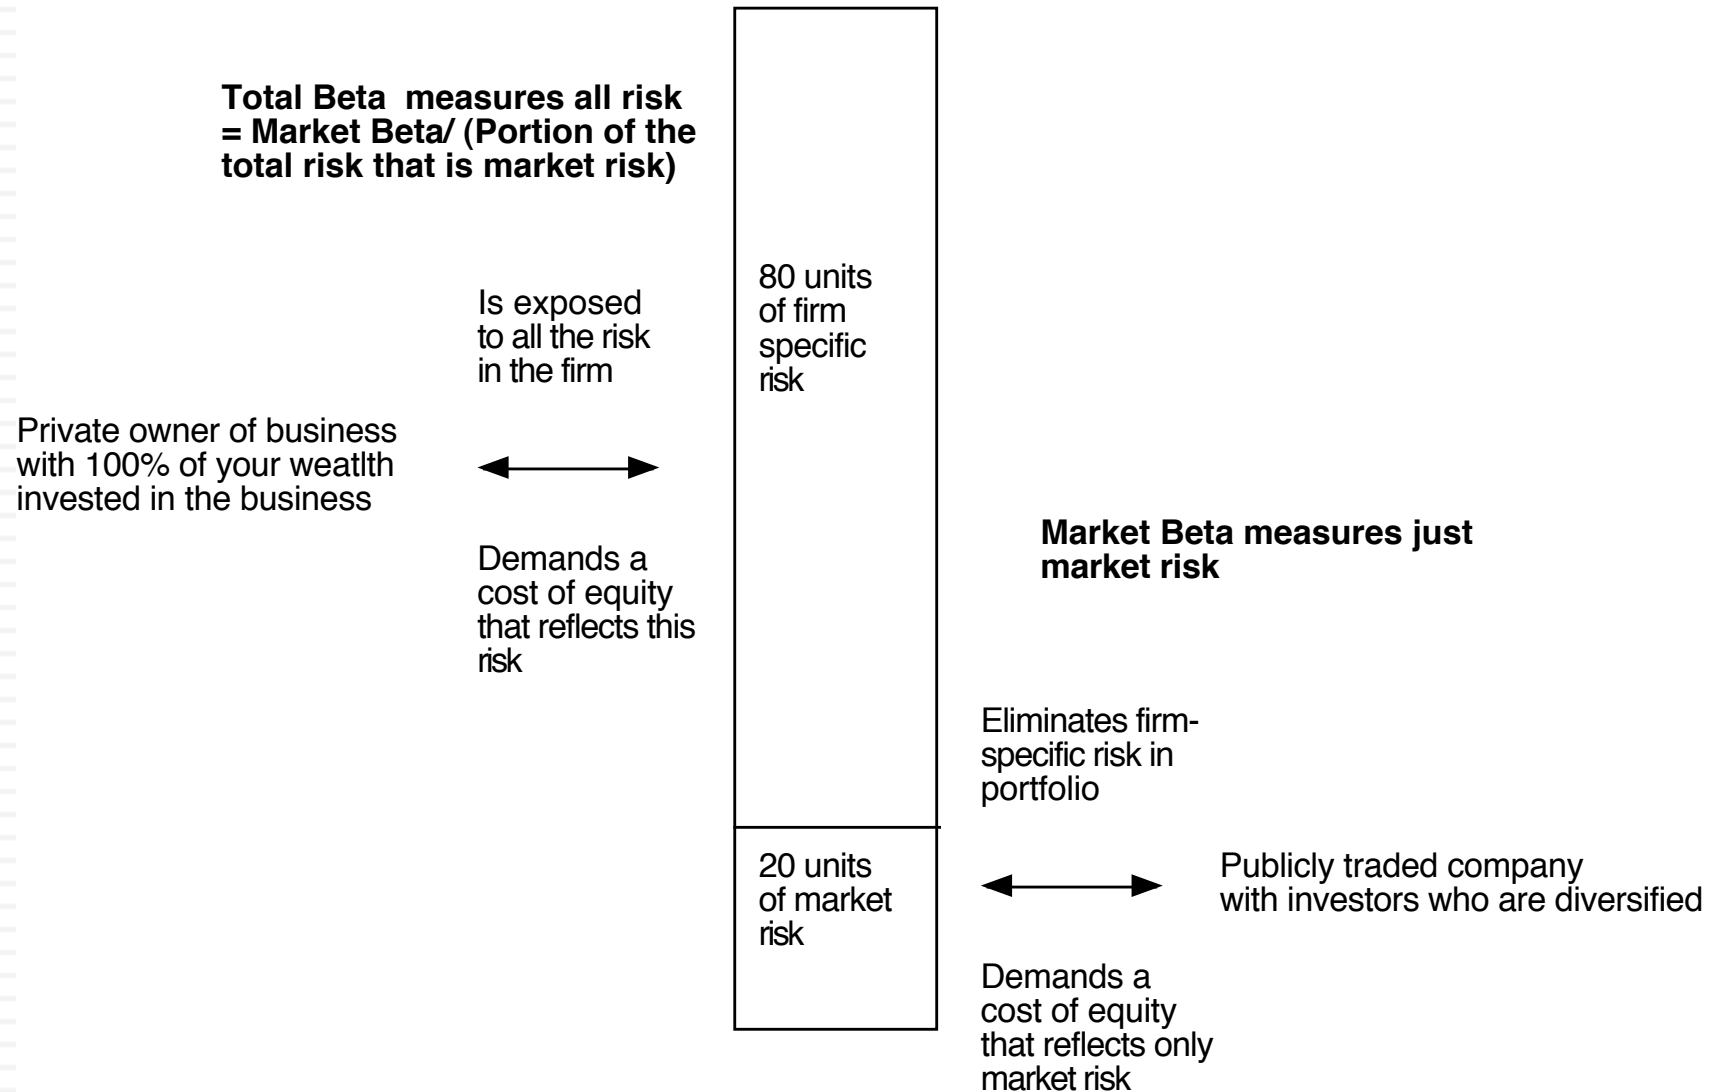 Total Beta  measures all risk
= Market Beta/ (Portion of the
total risk that is market risk)
80 units
of firm
specific
risk
Is exposed
to all the risk
in the firm
Private owner of business
with 100% of your weatlth
invested in the business
Demands a
cost of equity
that reflects this
risk
Market Beta measures just
market risk
Eliminates firm-
specific risk in
portfolio
20 units
of market
risk
Publicly traded company
with investors who are diversified
Demands a
cost of equity
that reflects only
market risk